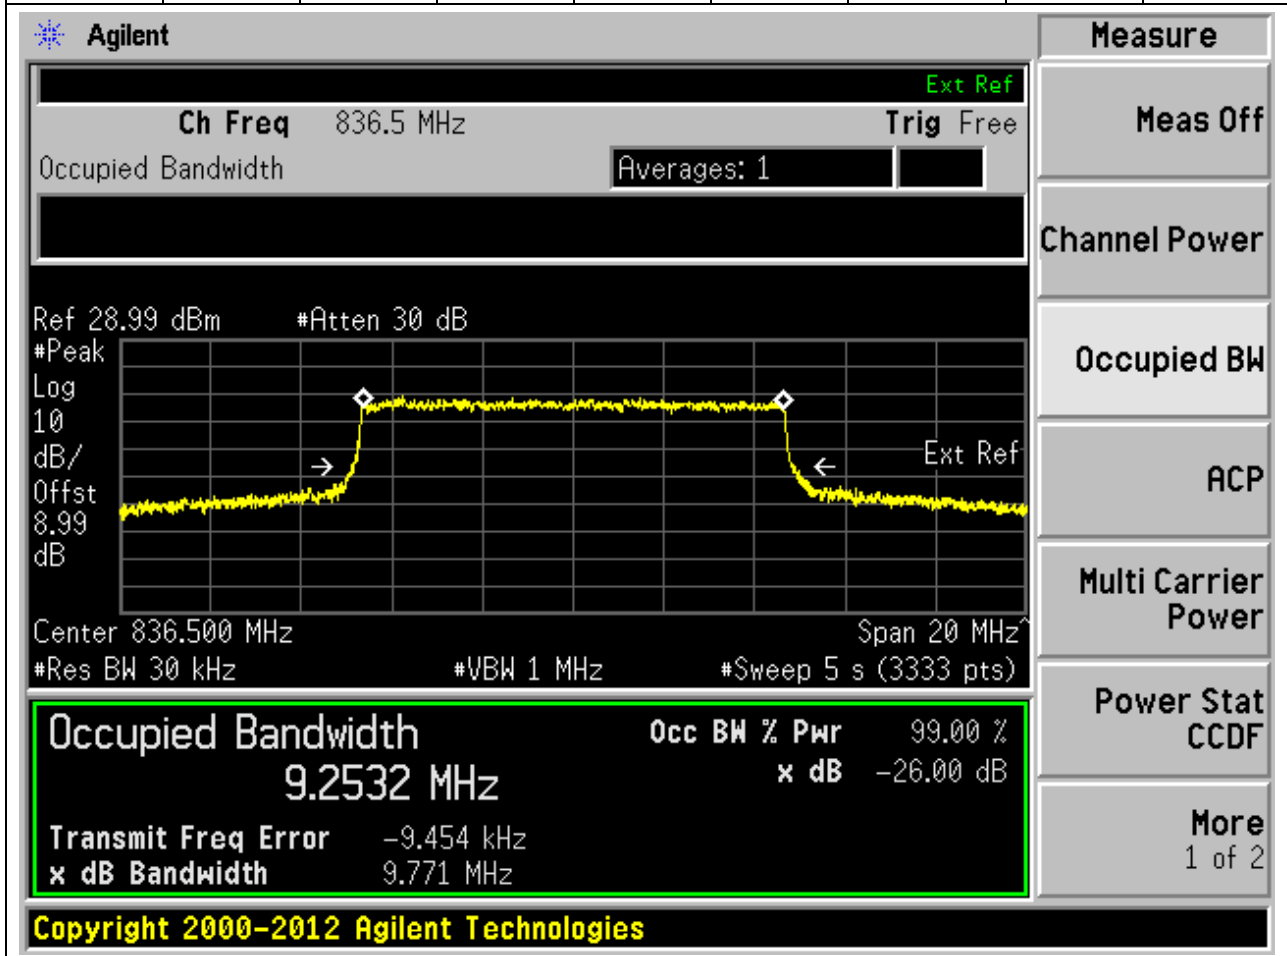 Agilent
Measure
Ext Ref
Ch Freq 836.5 MHz Trig Free
Meas Off
Occupied Bandwidth Averages: 1
Channel Power
Ref 28.99 dBm #Atten 30 dB
#Peak
Log
10
dB/
Offst
8.99
dB
Ext Ref
Occupied BW
ACP
Center 836.500 MHz Span 20 MHz^
#Res BW 30 kHz #VBW 1 MHz #Sweep 5 s (3333 pts)
Multi Carrier
Power
Occupied Bandwidth Occ BW % Pwr 99.00 %
9.2532 MHz x dB -26.00 dB
Transmit Freq Error -9.454 kHz
x dB Bandwidth 9.771 MHz
Power Stat
CCDF
More
1 of 2
Copyright 2000-2012 Agilent Technologies